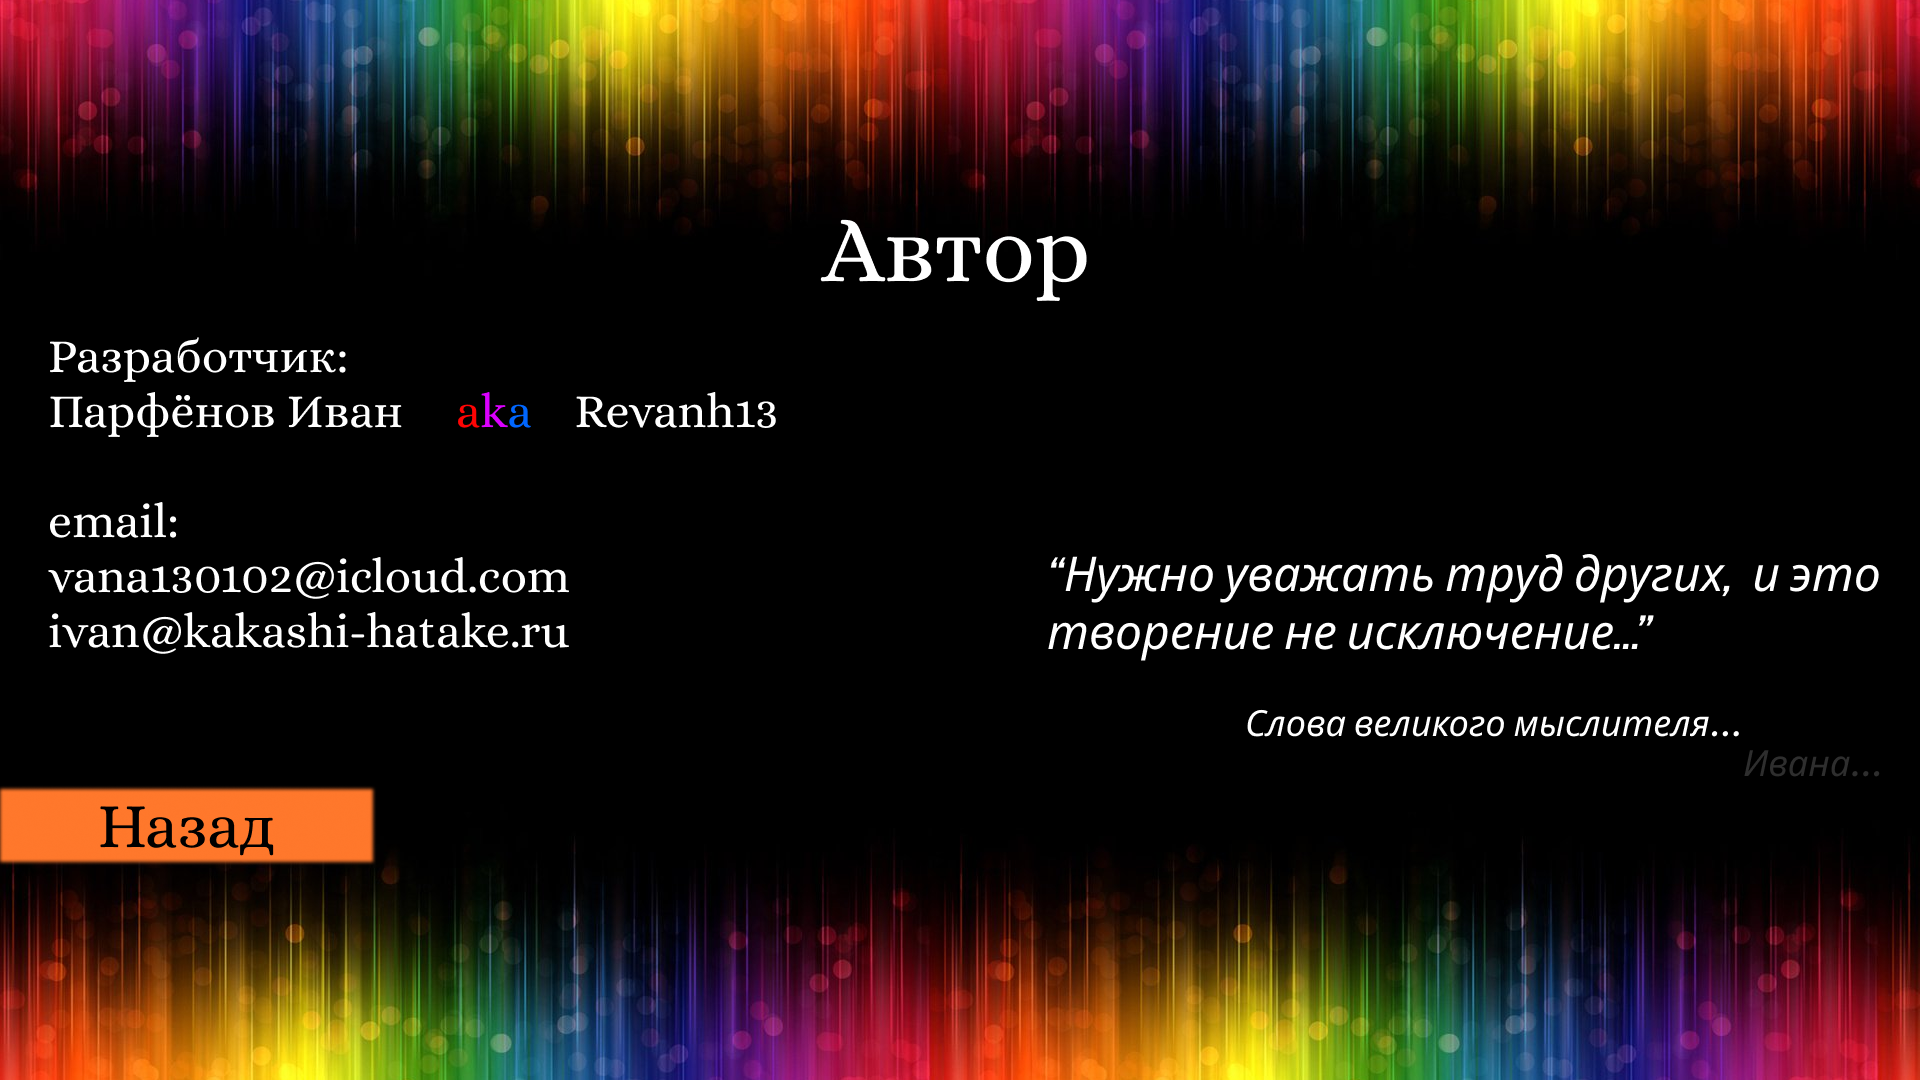 Автор
Разработчик:
Парфёнов Иван aka Revanh13
email:
vana130102@icloud.com
ivan@kakashi-hatake.ru
“Нужно уважать труд других, и это
творение не исключение...”
Слова великого мыслителя...
Ивана...
Назад